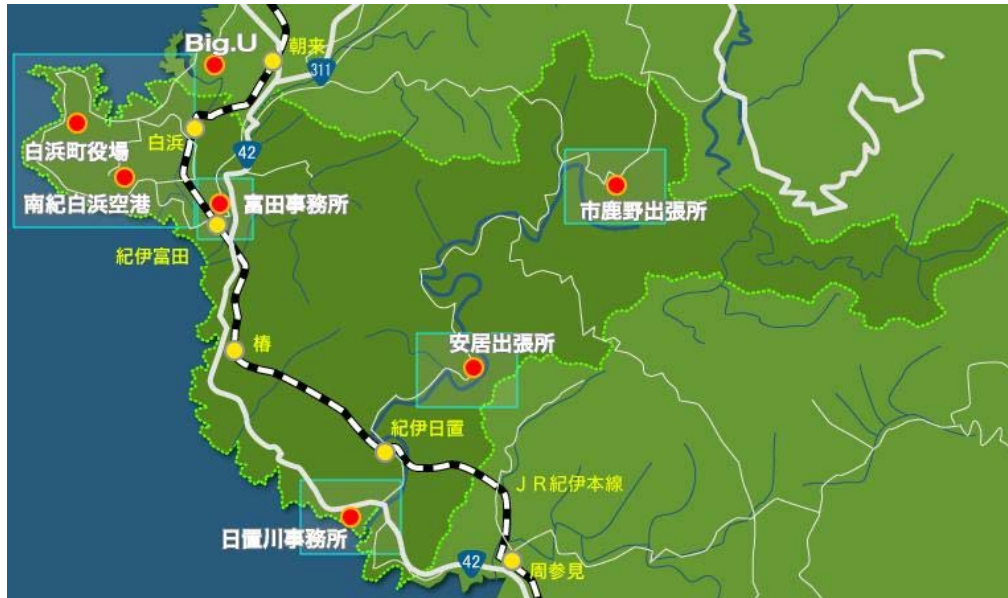 Big.U
朝来
311
白浜町役場
白浜
42
南紀白浜空港
富田事務所
市鹿野出張所
紀伊富田
椿
安居出張所
紀伊日置
ＪＲ紀伊本線
日置川事務所
42
周参見